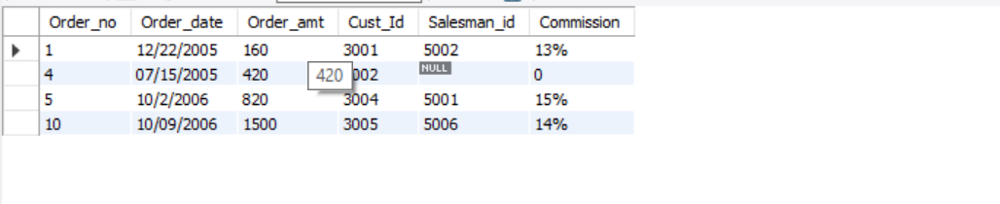 Order_no Order_date Order_amt Cust_Id Salesman_id Commission
1 12/22/2005 160 3001 5002 13%
4 07/15/2005 420 420 002 NULL 0
5 10/2/2006 820 3004 5001 15%
10 10/09/2006 1500 3005 5006 14%